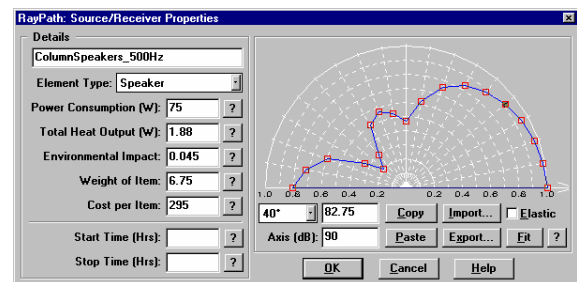 RayPath: Source/Receiver Properties
Details
ColumnSpeakers_500Hz
Element Type: Speaker
Power Consumption (W): 75 ?
Total Heat Output (W): 1.88 ?
Environmental Impact: 0.045 ?
Weight of Item: 6.75 ?
Cost per Item: 295 ?
Start Time (Hrs): ?
Stop Time (Hrs): ?
1.0 0.8 0.6 0.4 0.2 0.2 0.4 0.6 0.8 1.0
40° 82.75 Copy Import... Elastic
Axis (dB): 90 Paste Export... Fit ?
OK Cancel Help